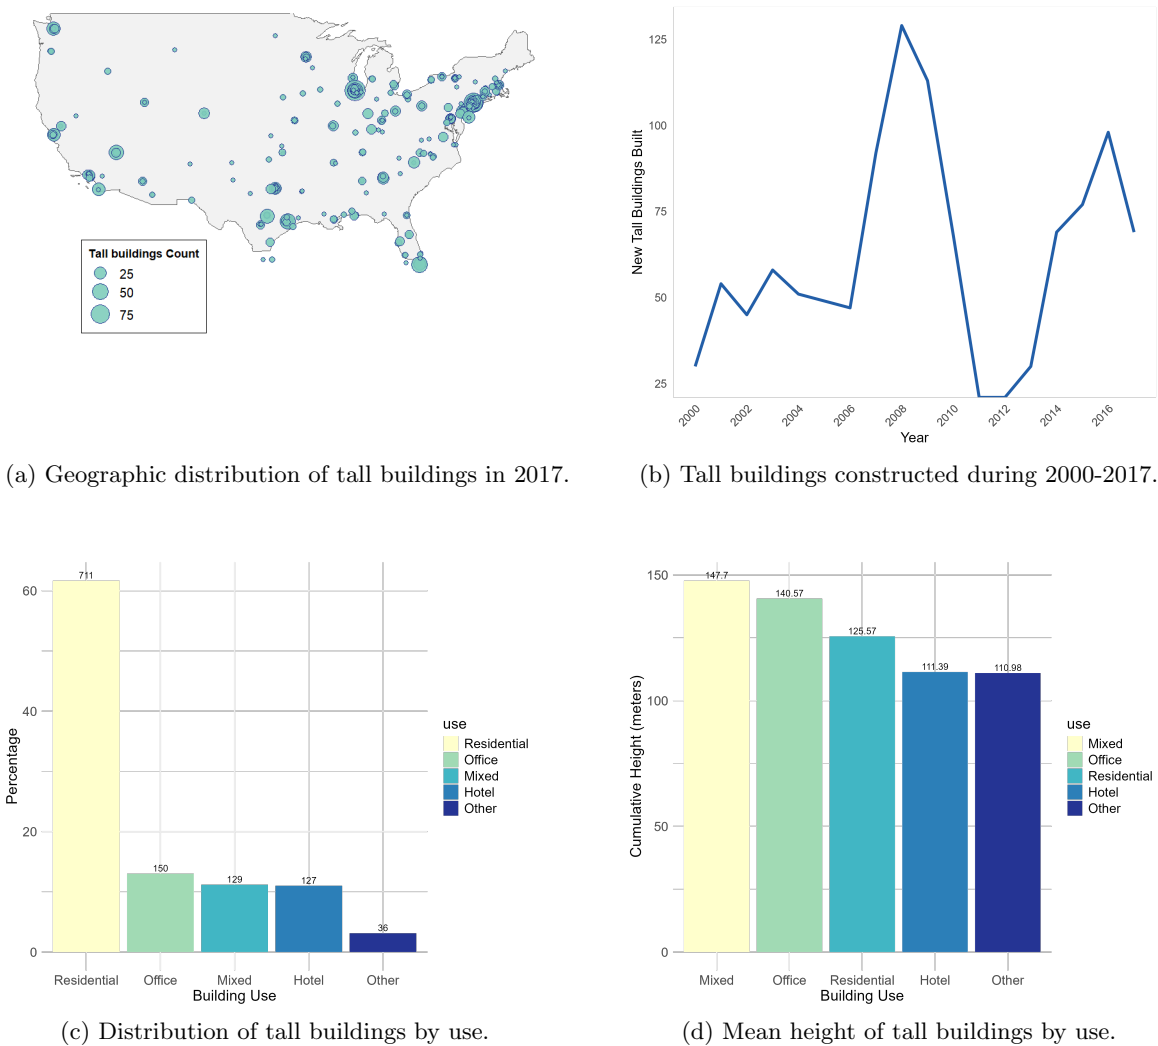 Tall buildings Count
25
50
75
(a) Geographic distribution of tall buildings in 2017.
New Tall Buildings Built
125
100
75
50
25
2000 2002 2004 2006 2008 2010 2012 2014 2016
Year
(b) Tall buildings constructed during 2000-2017.
Percentage
60
40
20
0
711
150
129
127
36
Residential Office Mixed Hotel Other
Building Use
use
Residential
Office
Mixed
Hotel
Other
(c) Distribution of tall buildings by use.
Cumulative Height (meters)
150
100
50
0
147.7
140.57
125.57
111.39
110.98
Mixed Office Residential Hotel Other
Building Use
use
Mixed
Office
Residential
Hotel
Other
(d) Mean height of tall buildings by use.